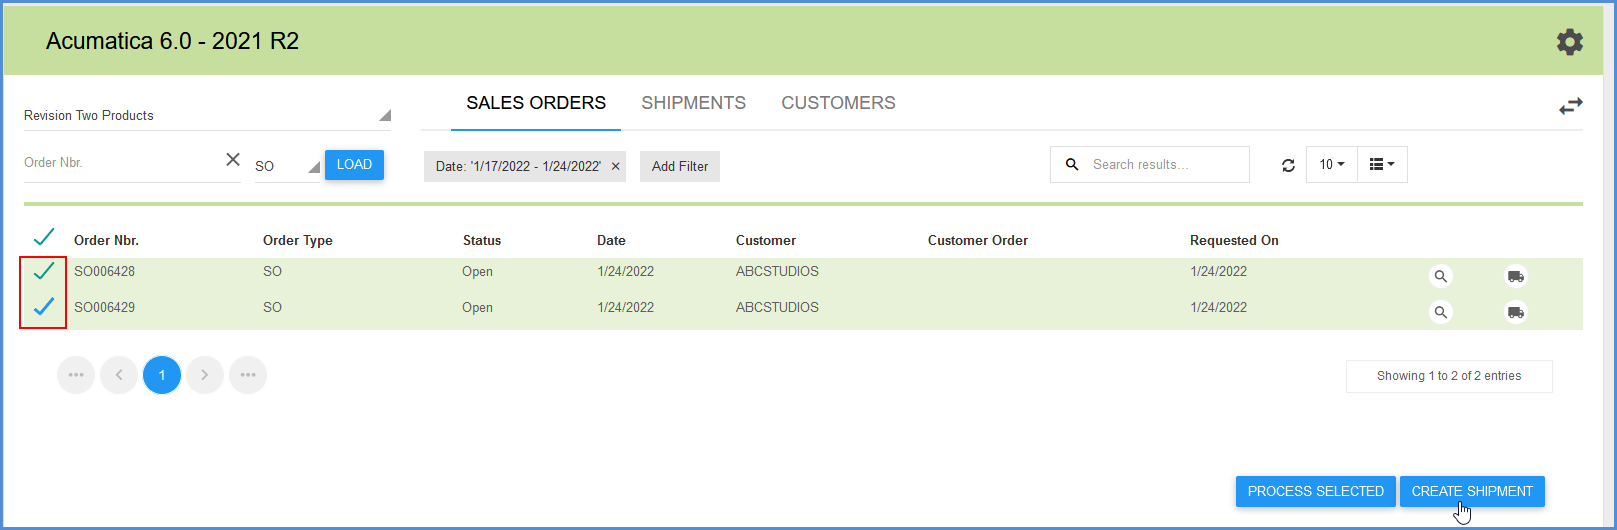 Acumatica 6.0 - 2021 R2
Revision Two Products
SALES ORDERS SHIPMENTS CUSTOMERS
Order Nbr. SO LOAD
Date: '1/17/2022 - 1/24/2022' × Add Filter Search results... 10
Order Nbr. Order Type Status Date Customer Customer Order Requested On
SO006428 SO Open 1/24/2022 ABCSTUDIOS 1/24/2022
SO006429 SO Open 1/24/2022 ABCSTUDIOS 1/24/2022
1
Showing 1 to 2 of 2 entries
PROCESS SELECTED CREATE SHIPMENT